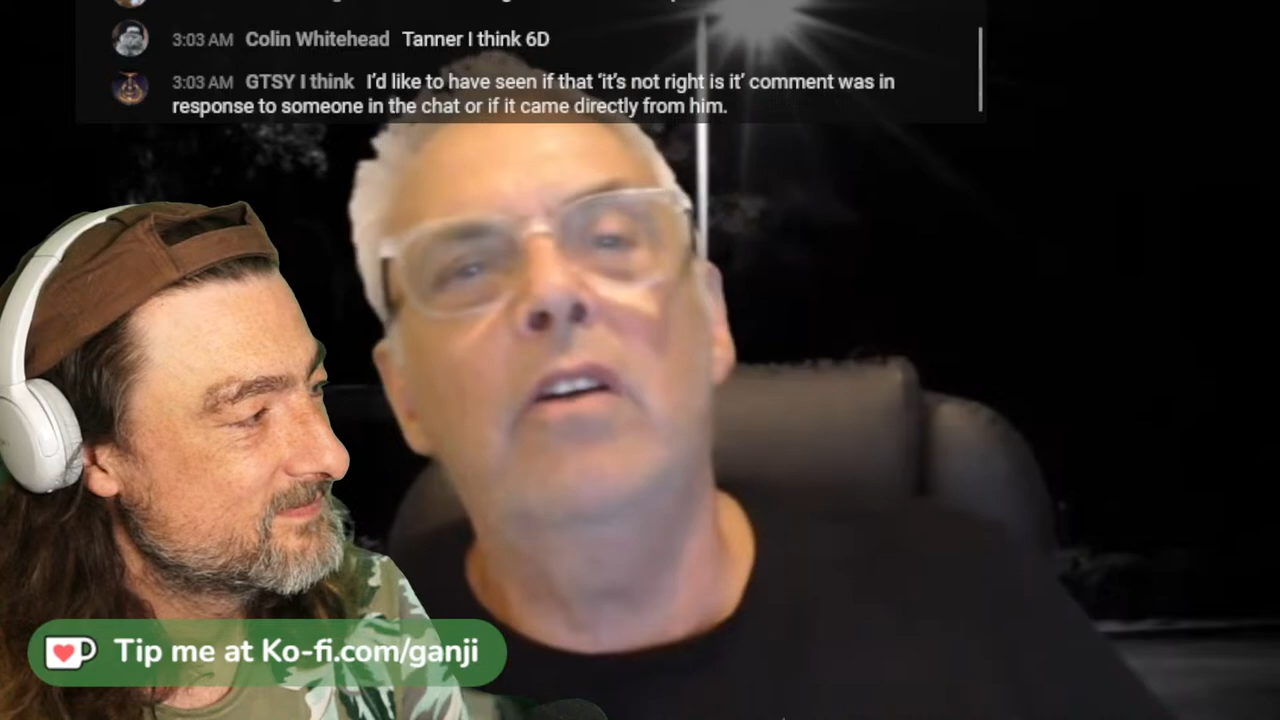 3:03 AM Colin Whitehead Tanner I think 6D
3:03 AM GTSY I think I'd like to have seen if that ‘it's not right is it' comment was in
response to someone in the chat or if it came directly from him.
Tip me at Ko-fi.com/ganji